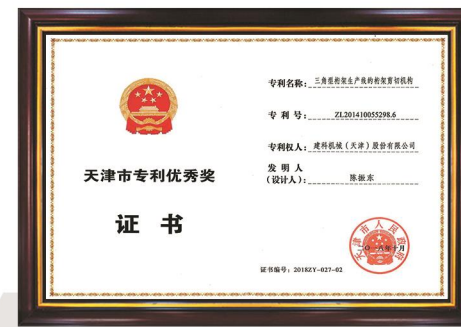 天津市专利优秀奖
证书
专利名称：三角型桁架生产线的桁架剪切机构
专利号：ZL201410055298.6
专利权人：建科机械（天津）股份有限公司
发明人
（设计人）：陈振东
天津市人民政府
二〇一八年十月
证书编号：2018ZY-027-02